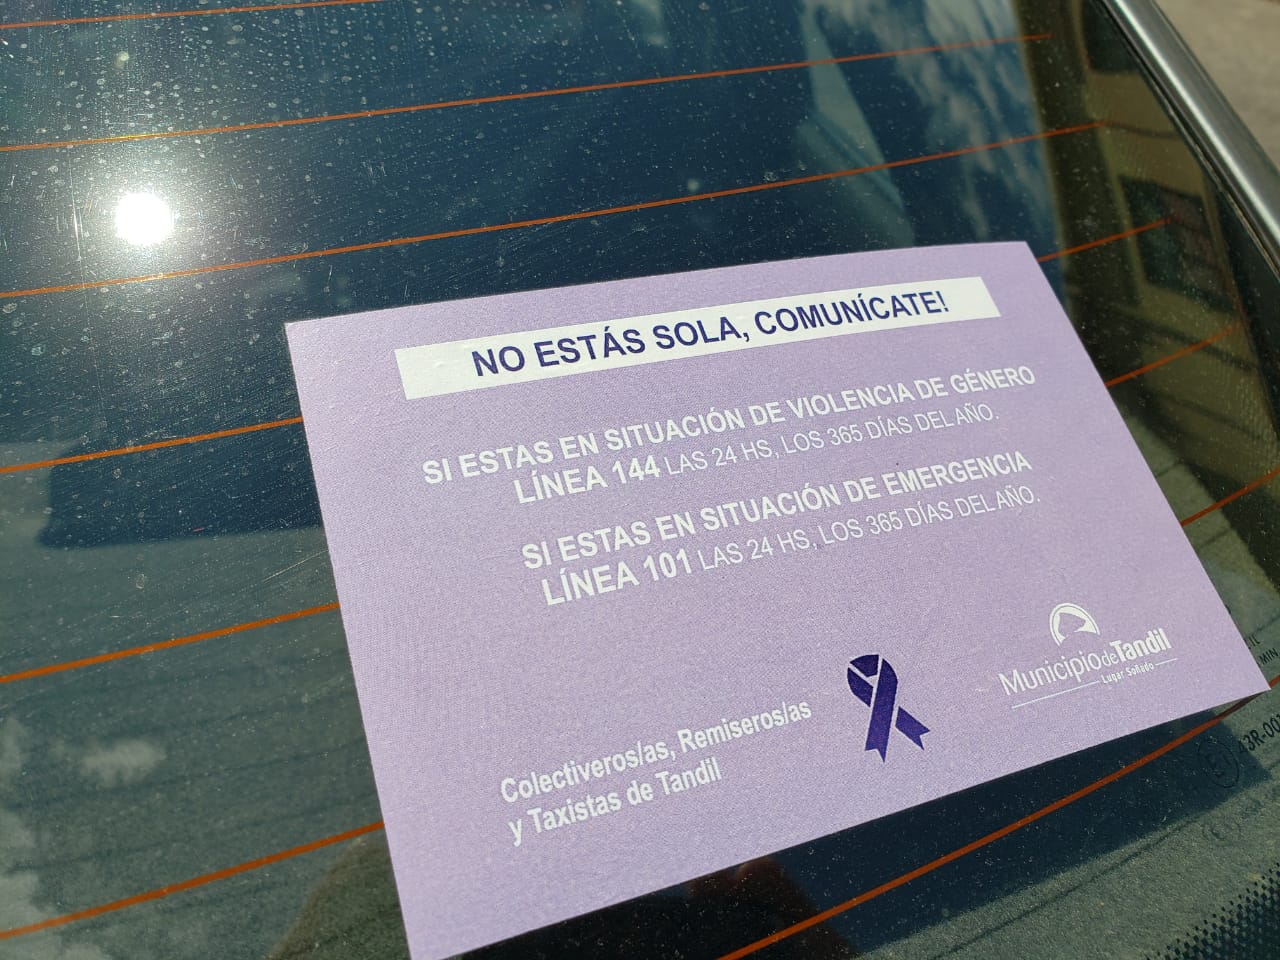 NO ESTÁS SOLA, COMUNÍCATE!
SI ESTAS EN SITUACIÓN DE VIOLENCIA DE GÉNERO
LÍNEA 144 LAS 24 HS, LOS 365 DÍAS DEL AÑO.
SI ESTAS EN SITUACIÓN DE EMERGENCIA
LÍNEA 101 LAS 24 HS, LOS 365 DÍAS DEL AÑO.
Colectiveros/as, Remiseros/as
y Taxistas de Tandil
Municipio de Tandil
Lugar Soñado